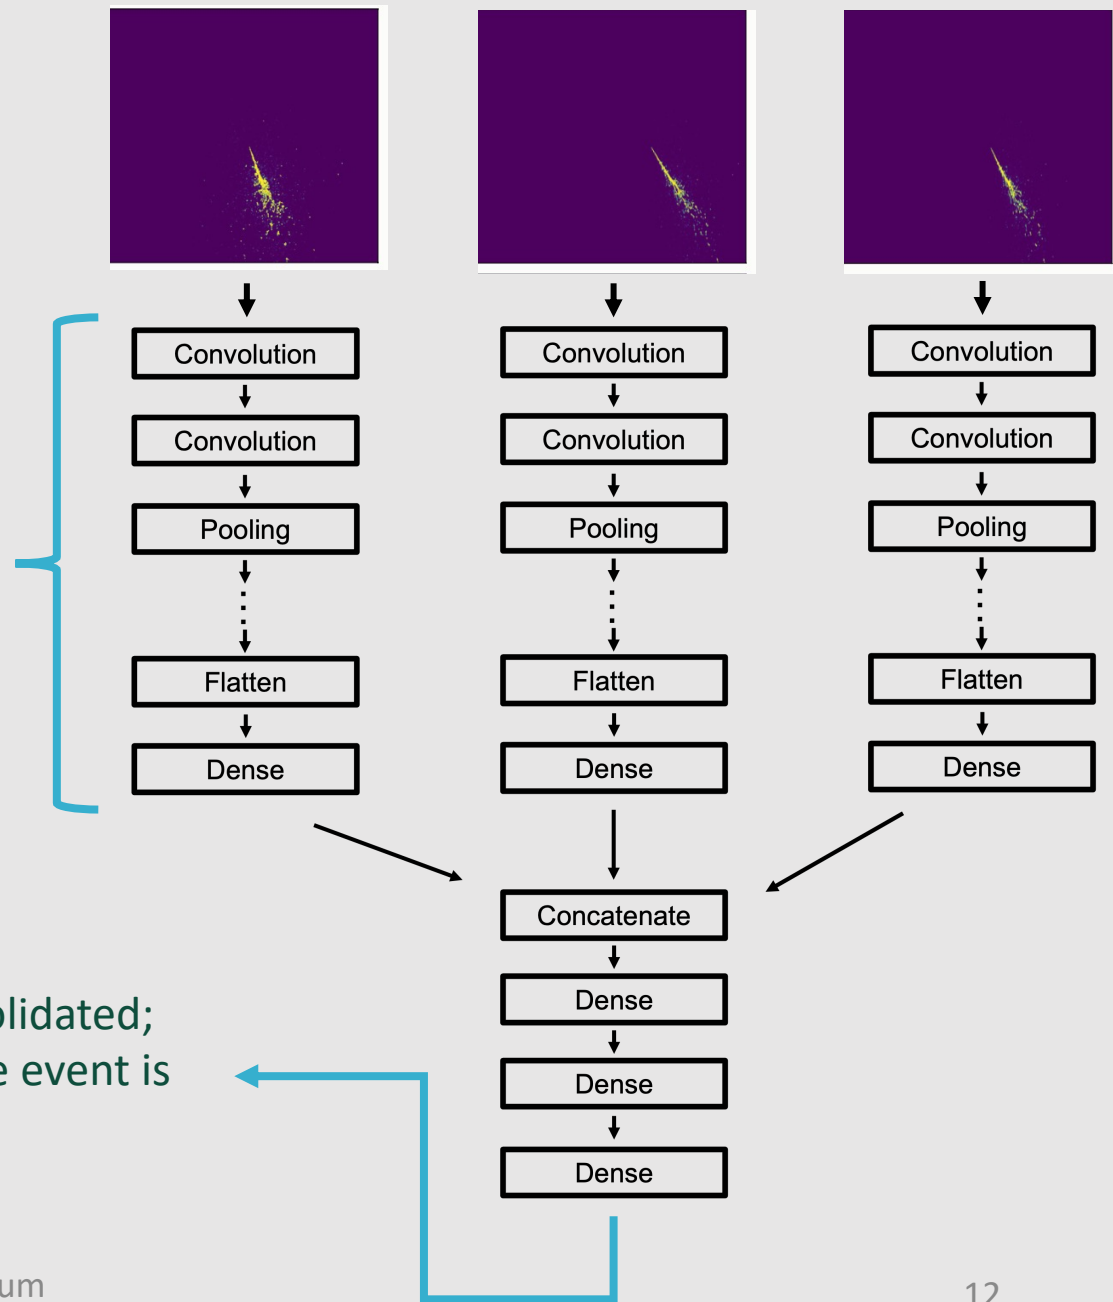 Convolution
Convolution
Pooling
Flatten
Dense
Convolution
Convolution
Pooling
Flatten
Dense
Convolution
Convolution
Pooling
Flatten
Dense
Concatenate
Dense
Dense
Dense
olidated;
e event is
um
12